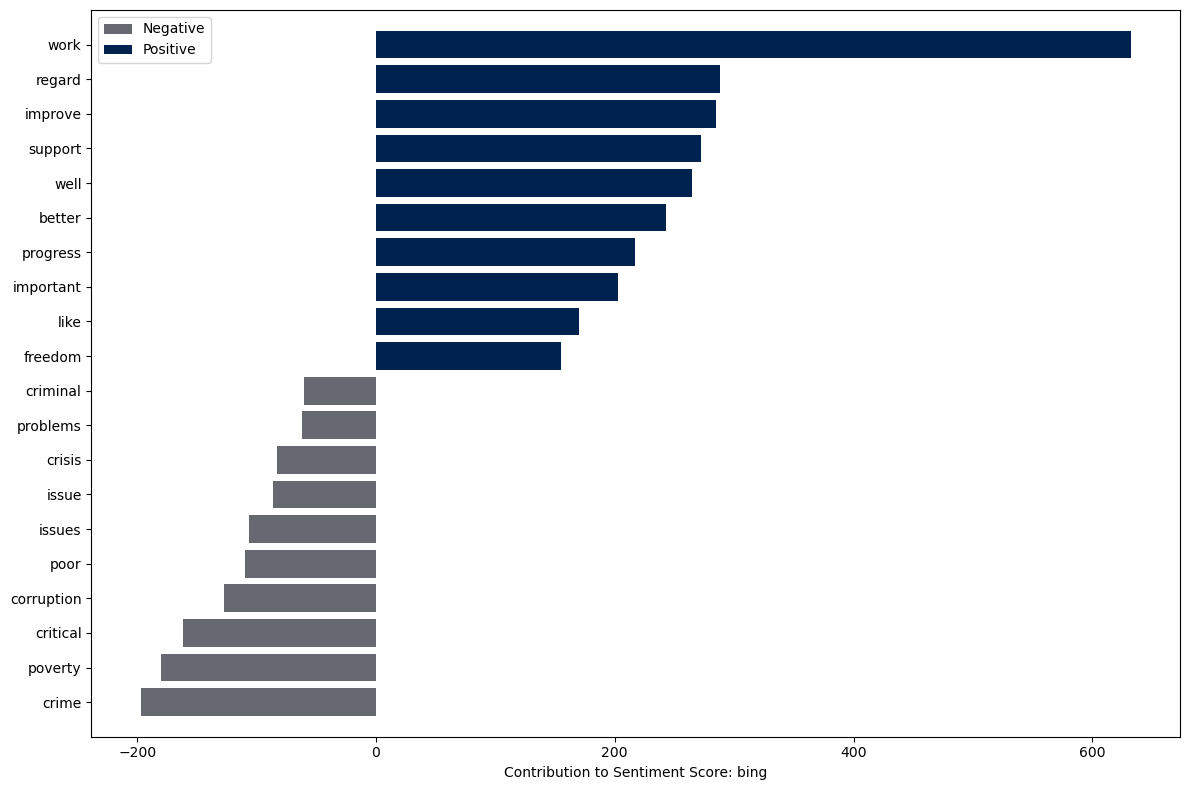 Negative
Positive
work
regard
improve
support
well
better
progress
important
like
freedom
criminal
problems
crisis
issue
issues
poor
corruption
critical
poverty
crime
−200 0 200 400 600
Contribution to Sentiment Score: bing